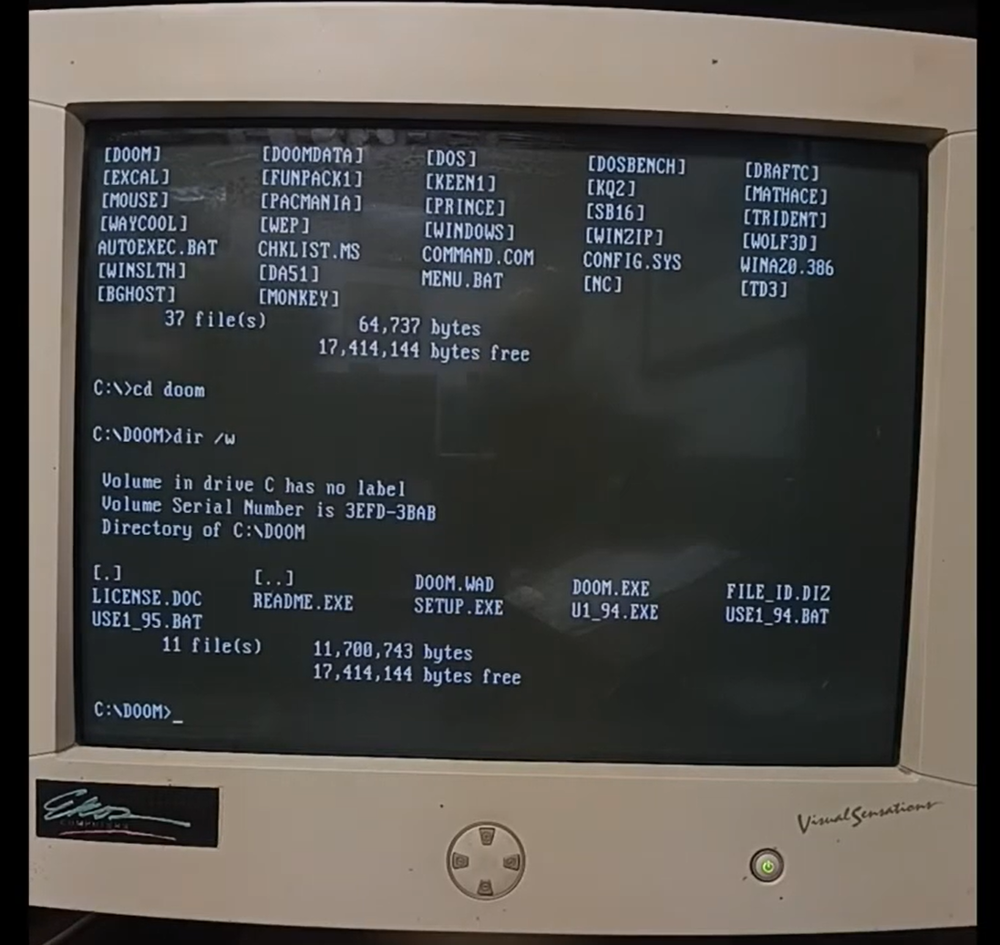 [DOOM] [DOOMDATA] [DOS] [DOSBENCH] [DRAFTC]
[EXCAL] [FUNPACK1] [KEEN1] [KQ2] [MATHACE]
[MOUSE] [PACMANIA] [PRINCE] [SB16] [TRIDENT]
[WAYCOOL] [WEP] [WINDOWS] [WINZIP] [WOLF3D]
AUTOEXEC.BAT CHKLIST.MS COMMAND.COM CONFIG.SYS WINA20.386
[WINSLTH] [DA51] MENU.BAT [NC] [TD3]
[BGHOST] [MONKEY]
37 file(s) 64,737 bytes
17,414,144 bytes free
C:\>cd doom
C:\DOOM>dir /w
Volume in drive C has no label
Volume Serial Number is 3EFD-3BAB
Directory of C:\DOOM
[.] [..] DOOM.WAD DOOM.EXE FILE_ID.DIZ
LICENSE.DOC README.EXE SETUP.EXE U1_94.EXE USE1_94.BAT
USE1_95.BAT
11 file(s) 11,700,743 bytes
17,414,144 bytes free
C:\DOOM>_
COMPUTERS
VisualSensations